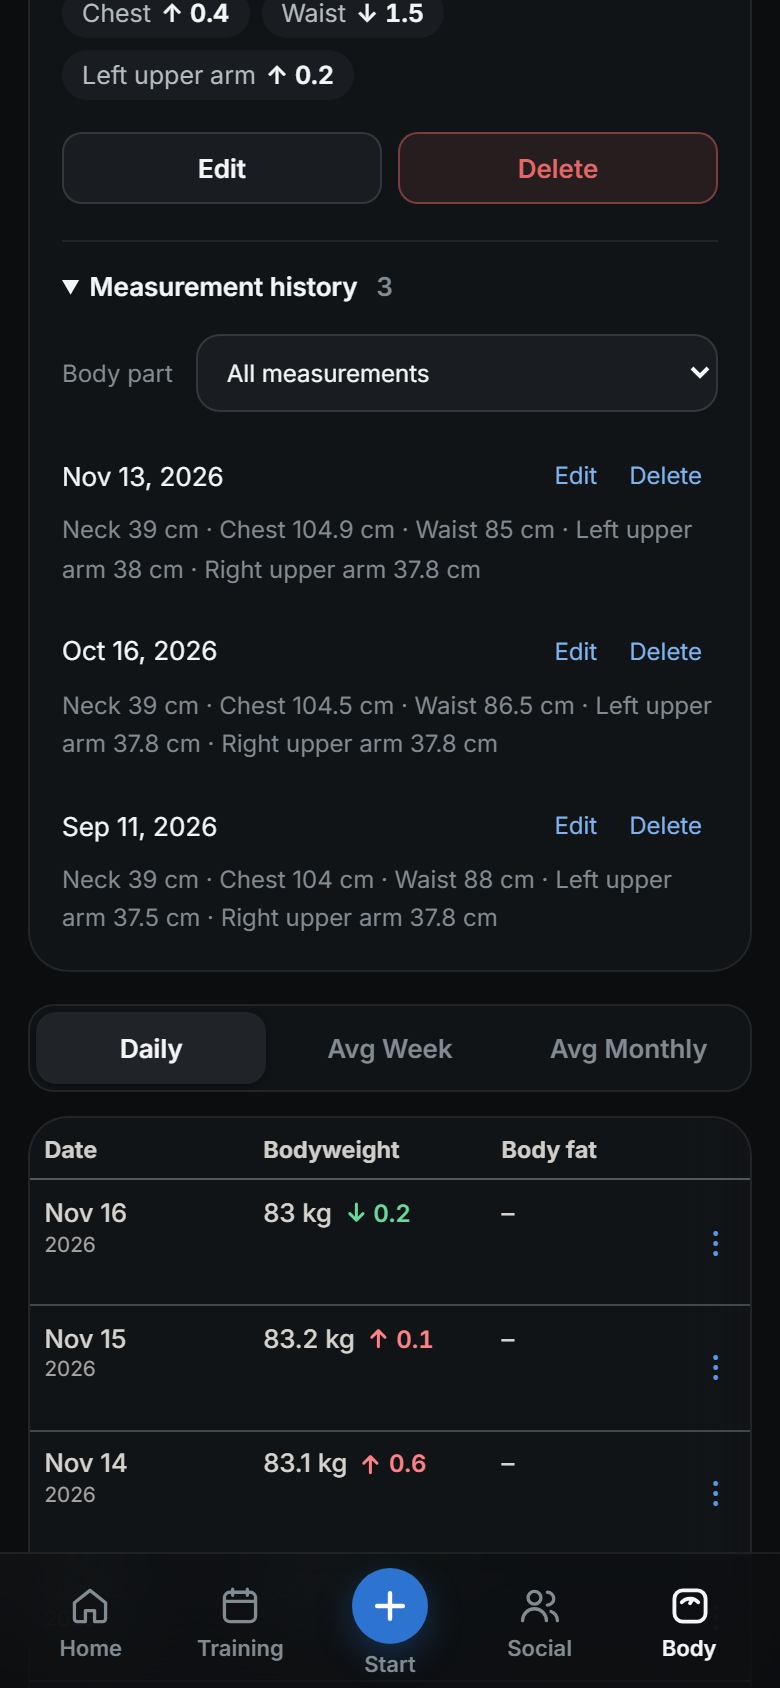 Chest ↑ 0.4 Waist ↓ 1.5
Left upper arm ↑ 0.2
Edit Delete
▼ Measurement history 3
Body part All measurements
Nov 13, 2026 Edit Delete
Neck 39 cm · Chest 104.9 cm · Waist 85 cm · Left upper
arm 38 cm · Right upper arm 37.8 cm
Oct 16, 2026 Edit Delete
Neck 39 cm · Chest 104.5 cm · Waist 86.5 cm · Left upper
arm 37.8 cm · Right upper arm 37.8 cm
Sep 11, 2026 Edit Delete
Neck 39 cm · Chest 104 cm · Waist 88 cm · Left upper
arm 37.5 cm · Right upper arm 37.8 cm
Daily Avg Week Avg Monthly
Date Bodyweight Body fat
Nov 16 83 kg ↓ 0.2 –
2026
Nov 15 83.2 kg ↑ 0.1 –
2026
Nov 14 83.1 kg ↑ 0.6 –
2026
Home Training Start Social Body